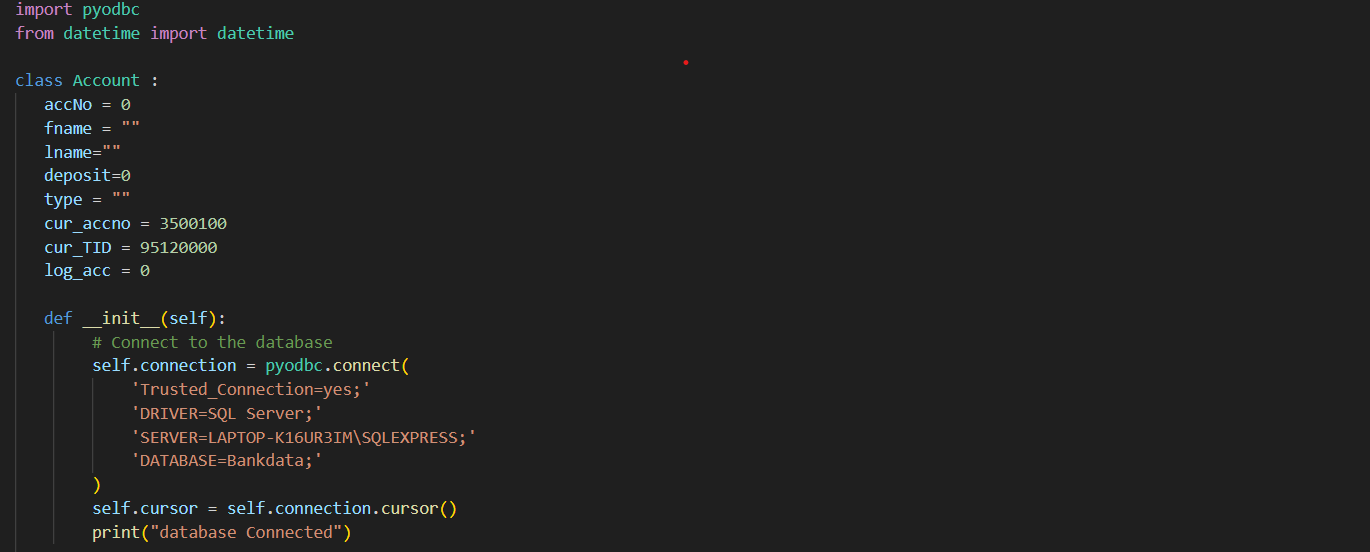 import pyodbc
from datetime import datetime
class Account :
accNo = 0
fname = ""
lname=""
deposit=0
type = ""
cur_accno = 3500100
cur_TID = 95120000
log_acc = 0
def __init__(self):
# Connect to the database
self.connection = pyodbc.connect(
'Trusted_Connection=yes;'
'DRIVER=SQL Server;'
'SERVER=LAPTOP-K16UR3IM\SQLEXPRESS;'
'DATABASE=Bankdata;'
)
self.cursor = self.connection.cursor()
print("database Connected")